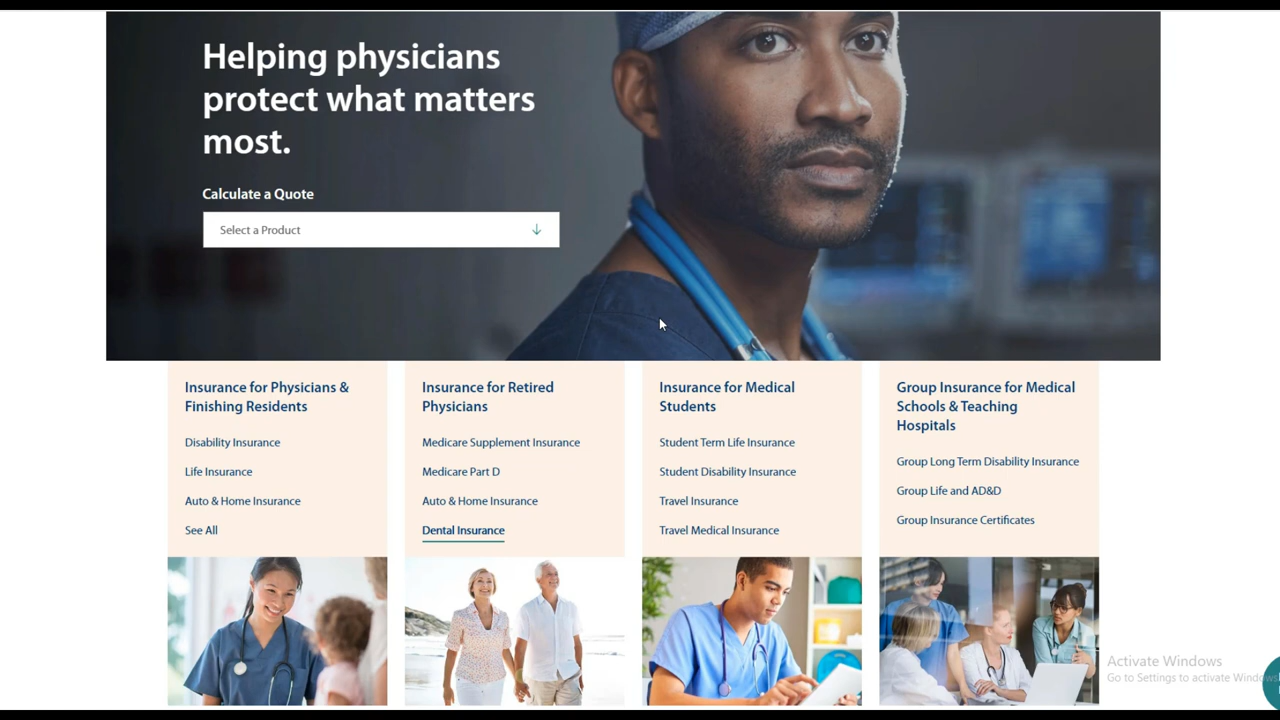 Helping physicians
protect what matters
most.
Calculate a Quote
Select a Product
Insurance for Physicians &
Finishing Residents
Disability Insurance
Life Insurance
Auto & Home Insurance
See All
Insurance for Retired
Physicians
Medicare Supplement Insurance
Medicare Part D
Auto & Home Insurance
Dental Insurance
Insurance for Medical
Students
Student Term Life Insurance
Student Disability Insurance
Travel Insurance
Travel Medical Insurance
Group Insurance for Medical
Schools & Teaching
Hospitals
Group Long Term Disability Insurance
Group Life and AD&D
Group Insurance Certificates
Activate Windows
Go to Settings to activate Windows